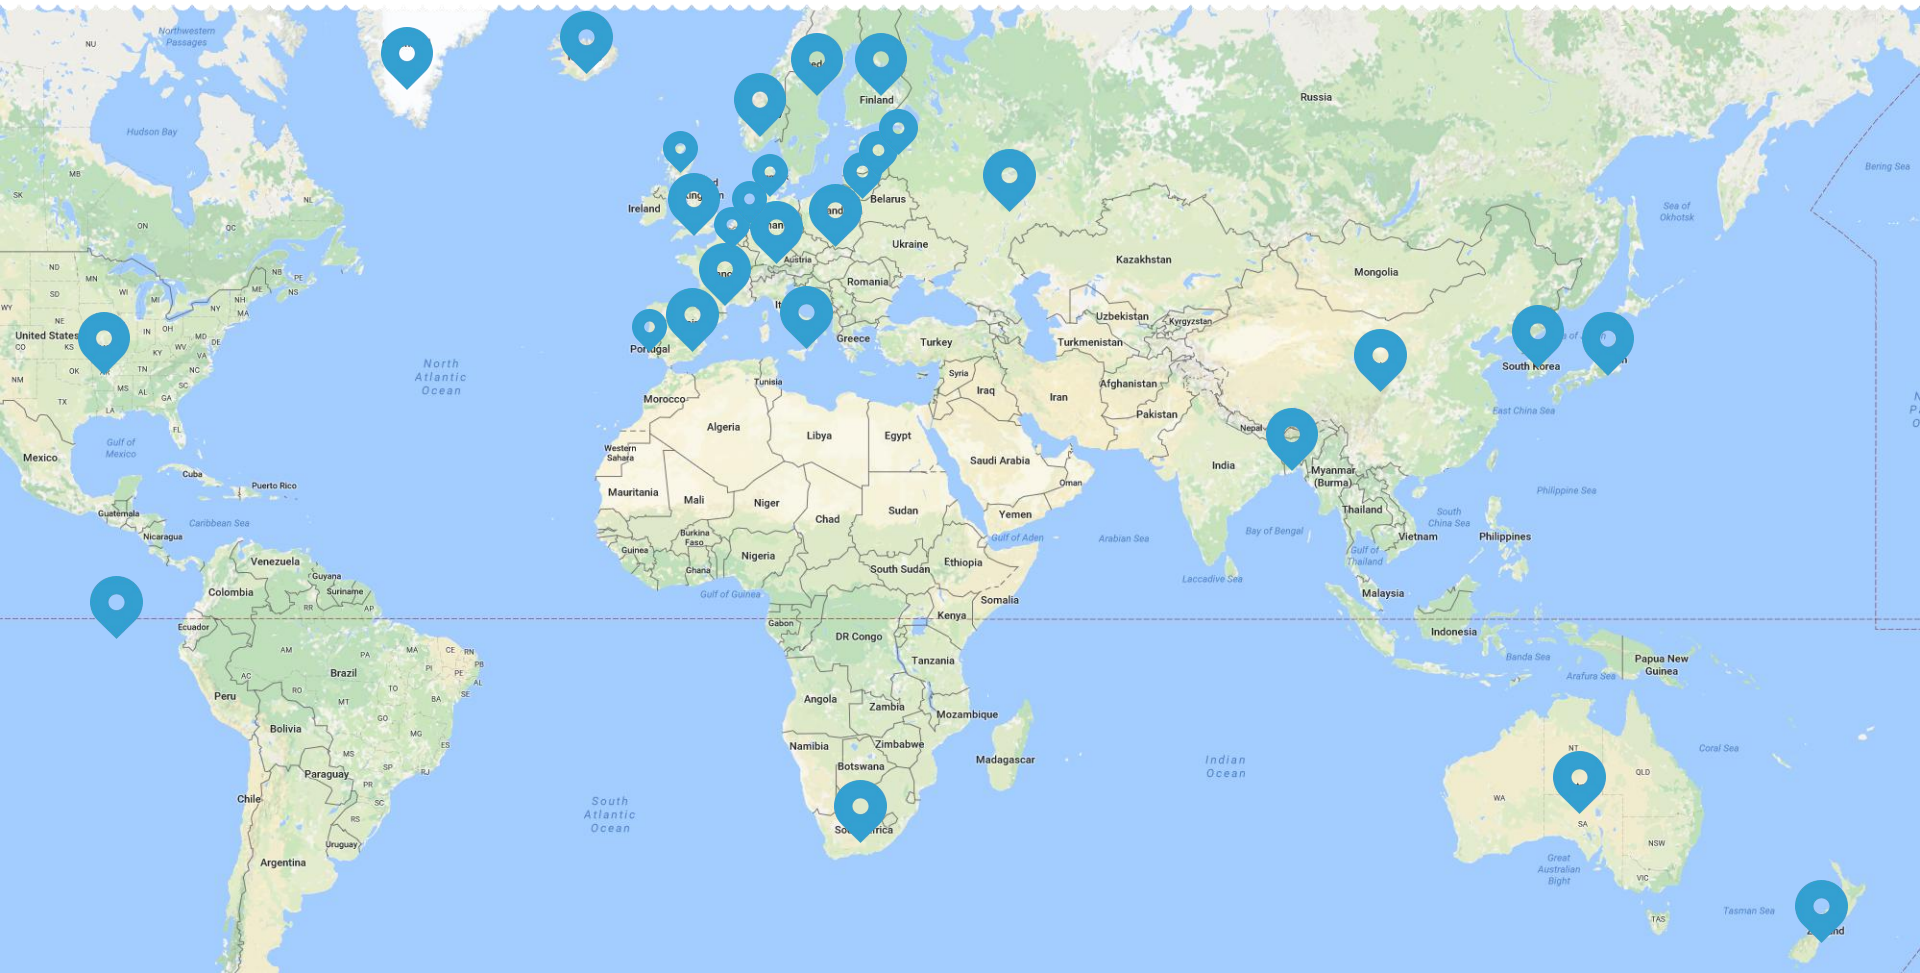 Northwestern
Passages
NU
Hudson Bay
MB
SK
NL
ON
QC
Finland
Russia
Bering Sea
Sea of
Okhotsk
Ireland
Belarus
Ukraine
Austria
Romania
Kazakhstan
Mongolia
ND
MN
NB
PE
ME
NS
SD
WI
MI
NH
WY
NY
MA
NE
United States
IN
OH
MD
DE
CO
KS
KY
WV
VA
OK
TN
NC
NM
MS
AL
SC
GA
TX
LA
FL
North
Atlantic
Ocean
Portugal
Greece
Turkey
Uzbekistan
Kyrgyzstan
Turkmenistan
South Korea
Syria
Tunisia
Iraq
Iran
Afghanistan
Morocco
Pakistan
East China Sea
Gulf of
Mexico
Mexico
Cuba
Puerto Rico
Algeria
Libya
Egypt
Nepal
Western
Sahara
Saudi Arabia
India
Myanmar
(Burma)
Oman
Philippine Sea
Mauritania
Mali
Niger
Chad
Sudan
Yemen
Thailand
South
China Sea
Guatemala
Caribbean Sea
Nicaragua
Burkina
Faso
Guinea
Nigeria
Gulf of Aden
Arabian Sea
Bay of Bengal
Vietnam
Philippines
Gulf of
Thailand
Venezuela
Guyana
Colombia
Suriname
Ghana
South Sudan
Ethiopia
Laccadive Sea
Malaysia
Gulf of Guinea
Somalia
RR
AP
Ecuador
Gabon
Kenya
DR Congo
Indonesia
AM
PA
MA
CE
RN
PB
PI
PE
AL
AC
Brazil
TO
SE
RO
BA
Peru
MT
Tanzania
Banda Sea
Arafura Sea
Papua New
Guinea
Angola
Zambia
Mozambique
Bolivia
GO
MG
ES
MS
SP
RJ
Paraguay
PR
SC
Chile
RS
Uruguay
Argentina
Namibia
Zimbabwe
Botswana
Madagascar
Indian
Ocean
South
Atlantic
Ocean
NT
Coral Sea
QLD
WA
SA
NSW
Great
Australian
Bight
VIC
TAS
Tasman Sea